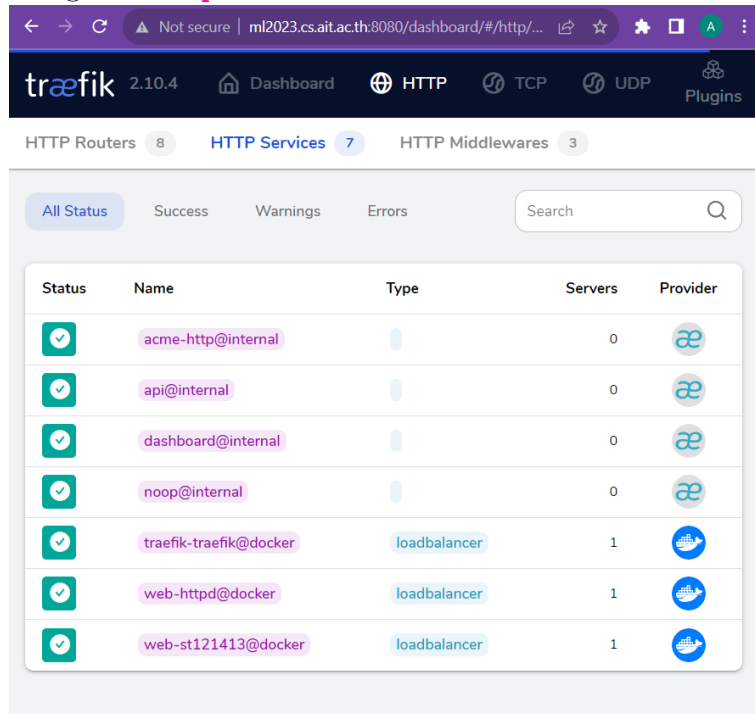 Not secure | ml2023.cs.ait.ac.th:8080/dashboard/#/http/... A
træfik 2.10.4 Dashboard HTTP TCP UDP Plugins
HTTP Routers 8 HTTP Services 7 HTTP Middlewares 3
All Status Success Warnings Errors Search
Status Name Type Servers Provider
acme-http@internal 0 æ
api@internal 0 æ
dashboard@internal 0 æ
noop@internal 0 æ
traefik-traefik@docker loadbalancer 1
web-httpd@docker loadbalancer 1
web-st121413@docker loadbalancer 1